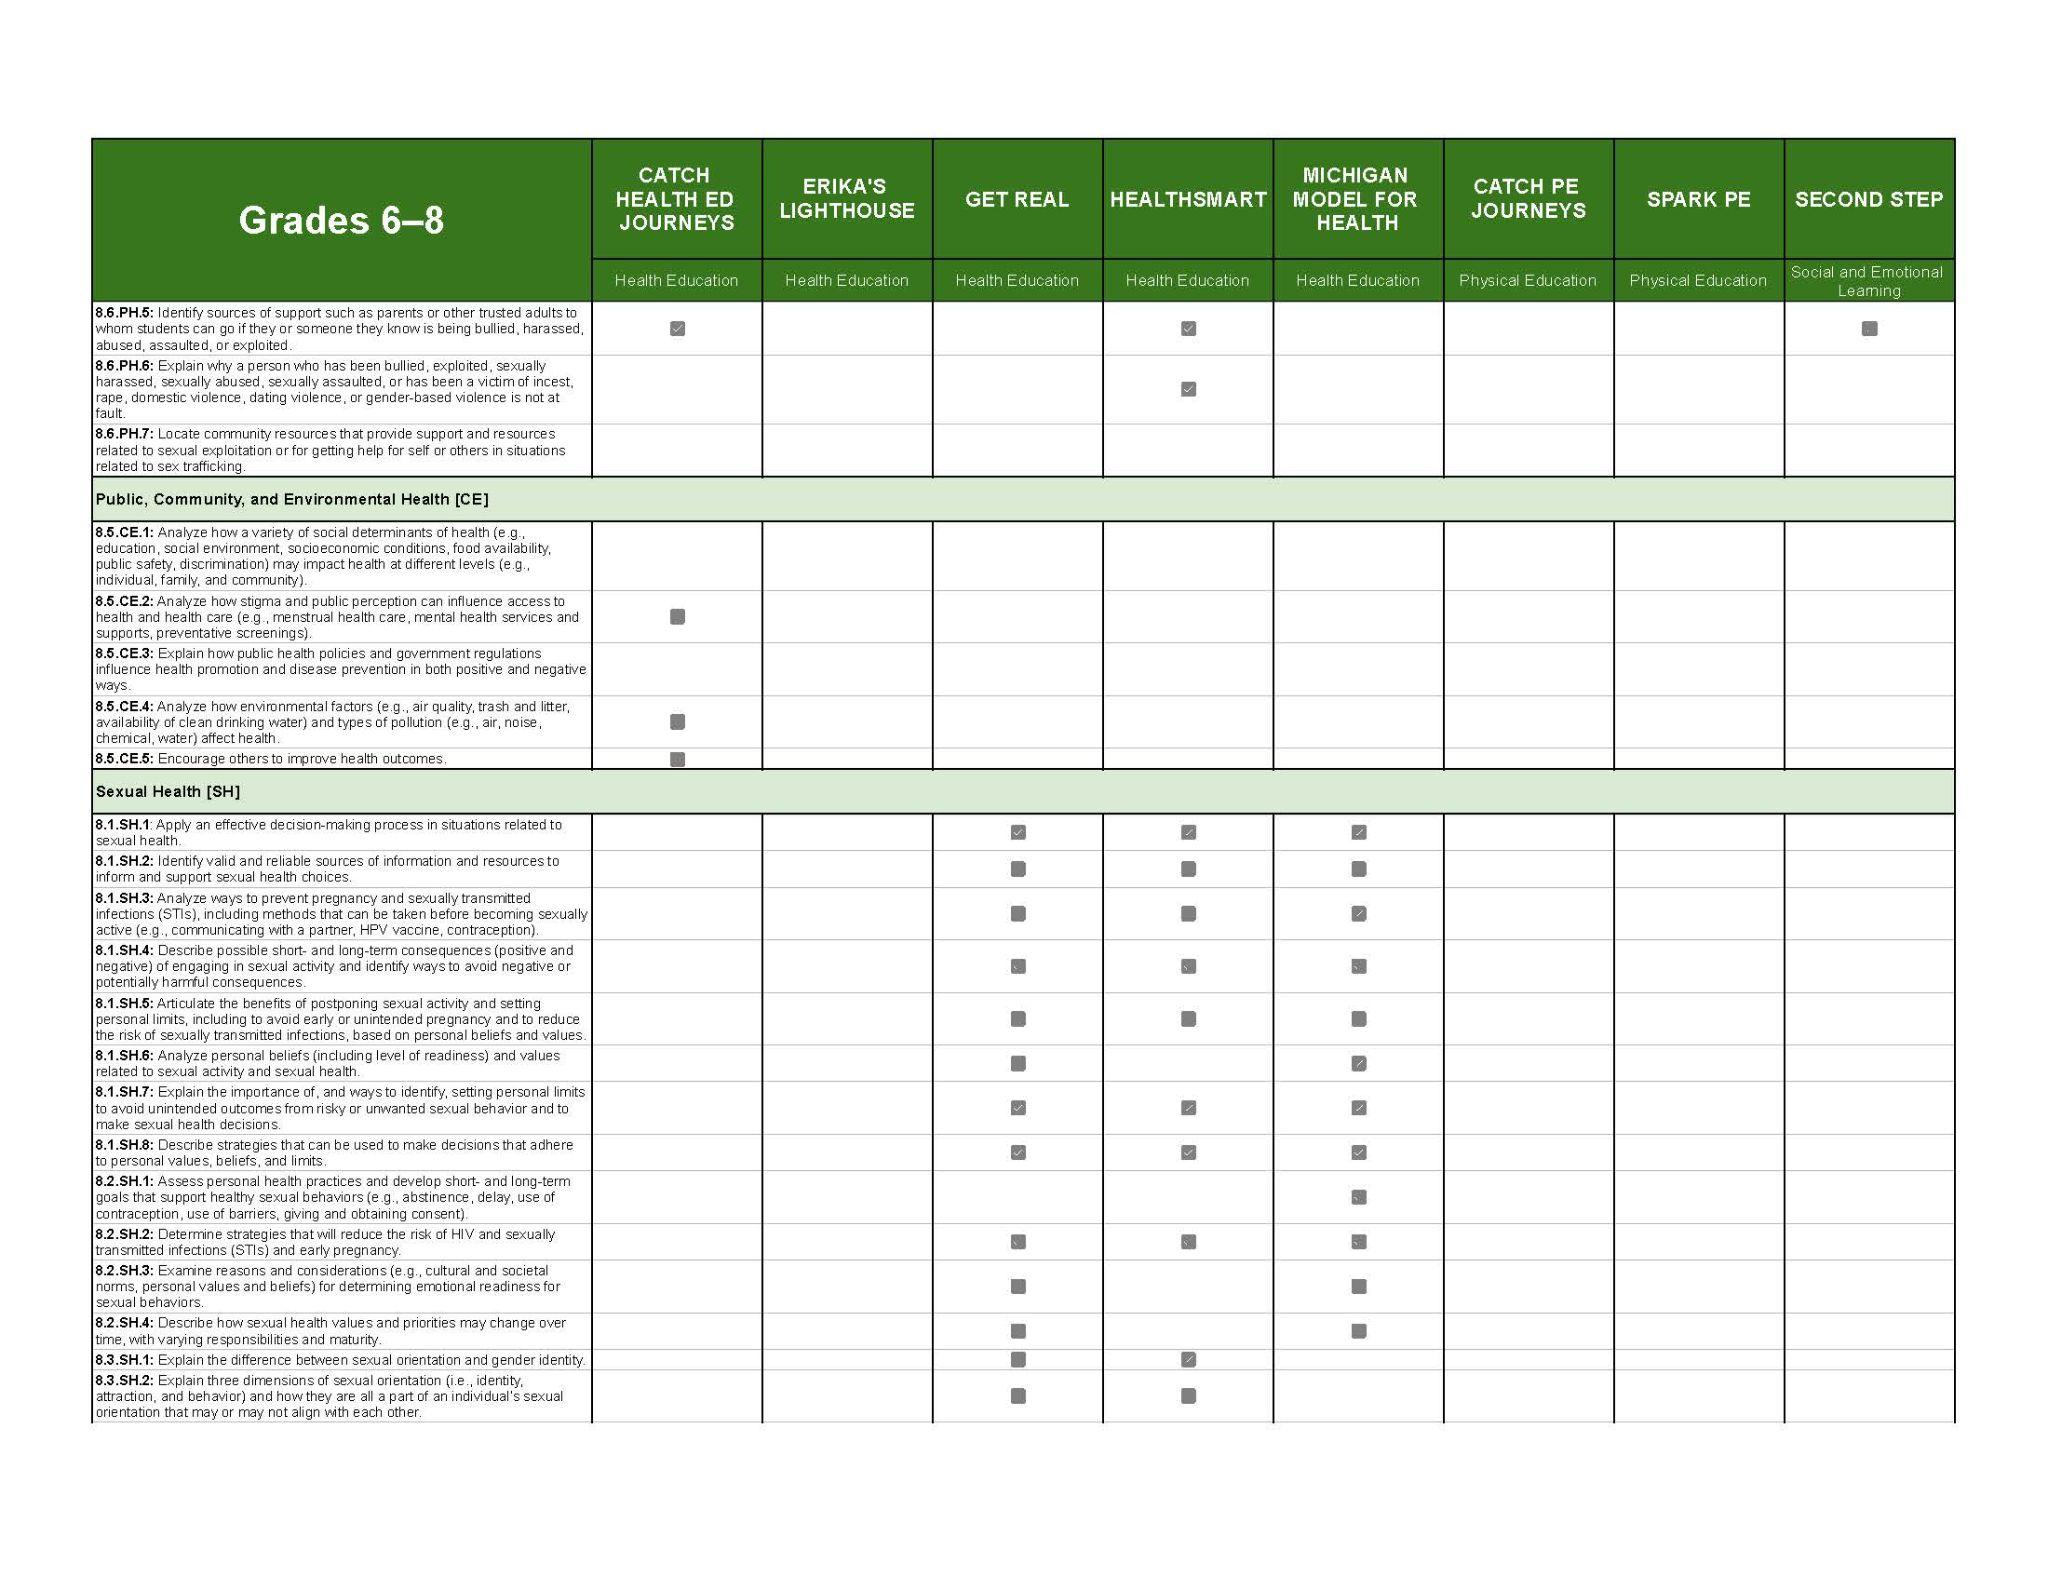 Grades 6–8
CATCH
HEALTH ED
JOURNEYS
ERIKA'S
LIGHTHOUSE
GET REAL
HEALTHSMART
MICHIGAN
MODEL FOR
HEALTH
CATCH PE
JOURNEYS
SPARK PE
SECOND STEP
Health Education
Health Education
Health Education
Health Education
Health Education
Physical Education
Physical Education
Social and Emotional
Learning
8.6.PH.5: Identify sources of support such as parents or other trusted adults to
whom students can go if they or someone they know is being bullied, harassed,
abused, assaulted, or exploited.
8.6.PH.6: Explain why a person who has been bullied, exploited, sexually
harassed, sexually abused, sexually assaulted, or has been a victim of incest,
rape, domestic violence, dating violence, or gender-based violence is not at
fault.
8.6.PH.7: Locate community resources that provide support and resources
related to sexual exploitation or for getting help for self or others in situations
related to sex trafficking.
Public, Community, and Environmental Health [CE]
8.5.CE.1: Analyze how a variety of social determinants of health (e.g.,
education, social environment, socioeconomic conditions, food availability,
public safety, discrimination) may impact health at different levels (e.g.,
individual, family, and community).
8.5.CE.2: Analyze how stigma and public perception can influence access to
health and health care (e.g., menstrual health care, mental health services and
supports, preventative screenings).
8.5.CE.3: Explain how public health policies and government regulations
influence health promotion and disease prevention in both positive and negative
ways.
8.5.CE.4: Analyze how environmental factors (e.g., air quality, trash and litter,
availability of clean drinking water) and types of pollution (e.g., air, noise,
chemical, water) affect health.
8.5.CE.5: Encourage others to improve health outcomes.
Sexual Health [SH]
8.1.SH.1: Apply an effective decision-making process in situations related to
sexual health.
8.1.SH.2: Identify valid and reliable sources of information and resources to
inform and support sexual health choices.
8.1.SH.3: Analyze ways to prevent pregnancy and sexually transmitted
infections (STIs), including methods that can be taken before becoming sexually
active (e.g., communicating with a partner, HPV vaccine, contraception).
8.1.SH.4: Describe possible short- and long-term consequences (positive and
negative) of engaging in sexual activity and identify ways to avoid negative or
potentially harmful consequences.
8.1.SH.5: Articulate the benefits of postponing sexual activity and setting
personal limits, including to avoid early or unintended pregnancy and to reduce
the risk of sexually transmitted infections, based on personal beliefs and values.
8.1.SH.6: Analyze personal beliefs (including level of readiness) and values
related to sexual activity and sexual health.
8.1.SH.7: Explain the importance of, and ways to identify, setting personal limits
to avoid unintended outcomes from risky or unwanted sexual behavior and to
make sexual health decisions.
8.1.SH.8: Describe strategies that can be used to make decisions that adhere
to personal values, beliefs, and limits.
8.2.SH.1: Assess personal health practices and develop short- and long-term
goals that support healthy sexual behaviors (e.g., abstinence, delay, use of
contraception, use of barriers, giving and obtaining consent).
8.2.SH.2: Determine strategies that will reduce the risk of HIV and sexually
transmitted infections (STIs) and early pregnancy.
8.2.SH.3: Examine reasons and considerations (e.g., cultural and societal
norms, personal values and beliefs) for determining emotional readiness for
sexual behaviors.
8.2.SH.4: Describe how sexual health values and priorities may change over
time, with varying responsibilities and maturity.
8.3.SH.1: Explain the difference between sexual orientation and gender identity.
8.3.SH.2: Explain three dimensions of sexual orientation (i.e., identity,
attraction, and behavior) and how they are all a part of an individual's sexual
orientation that may or may not align with each other.